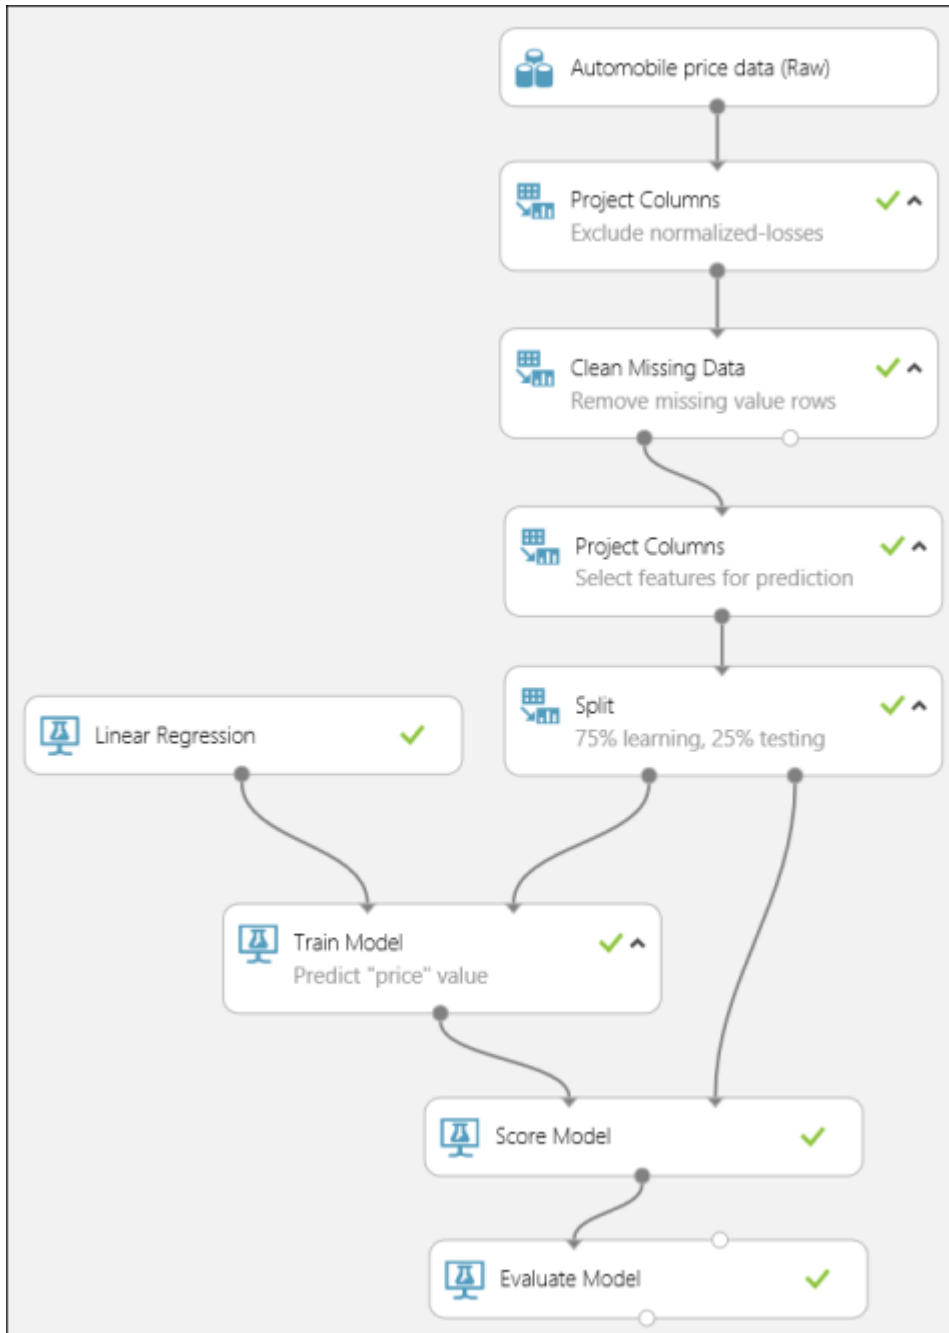 Automobile price data (Raw)
Project Columns
Exclude normalized-losses
Clean Missing Data
Remove missing value rows
Project Columns
Select features for prediction
Split
75% learning, 25% testing
Linear Regression
Train Model
Predict "price" value
Score Model
Evaluate Model